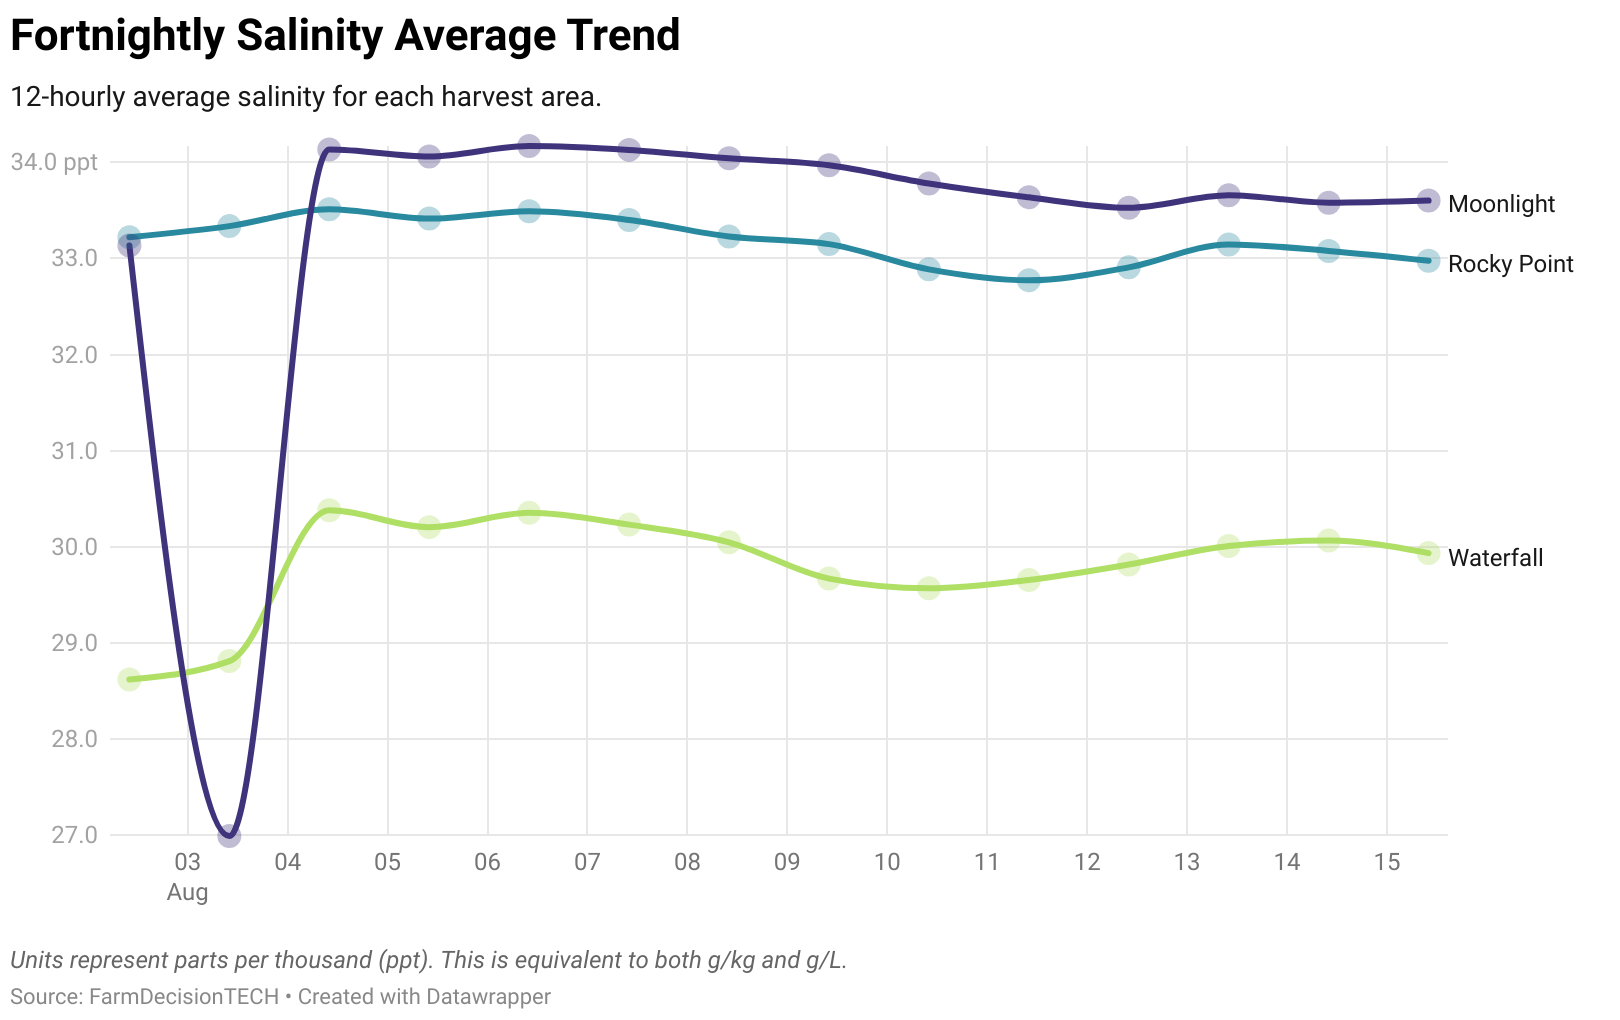 Fortnightly Salinity Average Trend
12-hourly average salinity for each harvest area.
34.0 ppt
33.0
32.0
31.0
30.0
29.0
28.0
27.0
Moonlight
Rocky Point
Waterfall
03 04 05 06 07 08 09 10 11 12 13 14 15
Aug
Units represent parts per thousand (ppt). This is equivalent to both g/kg and g/L.
Source: FarmDecisionTECH • Created with Datawrapper